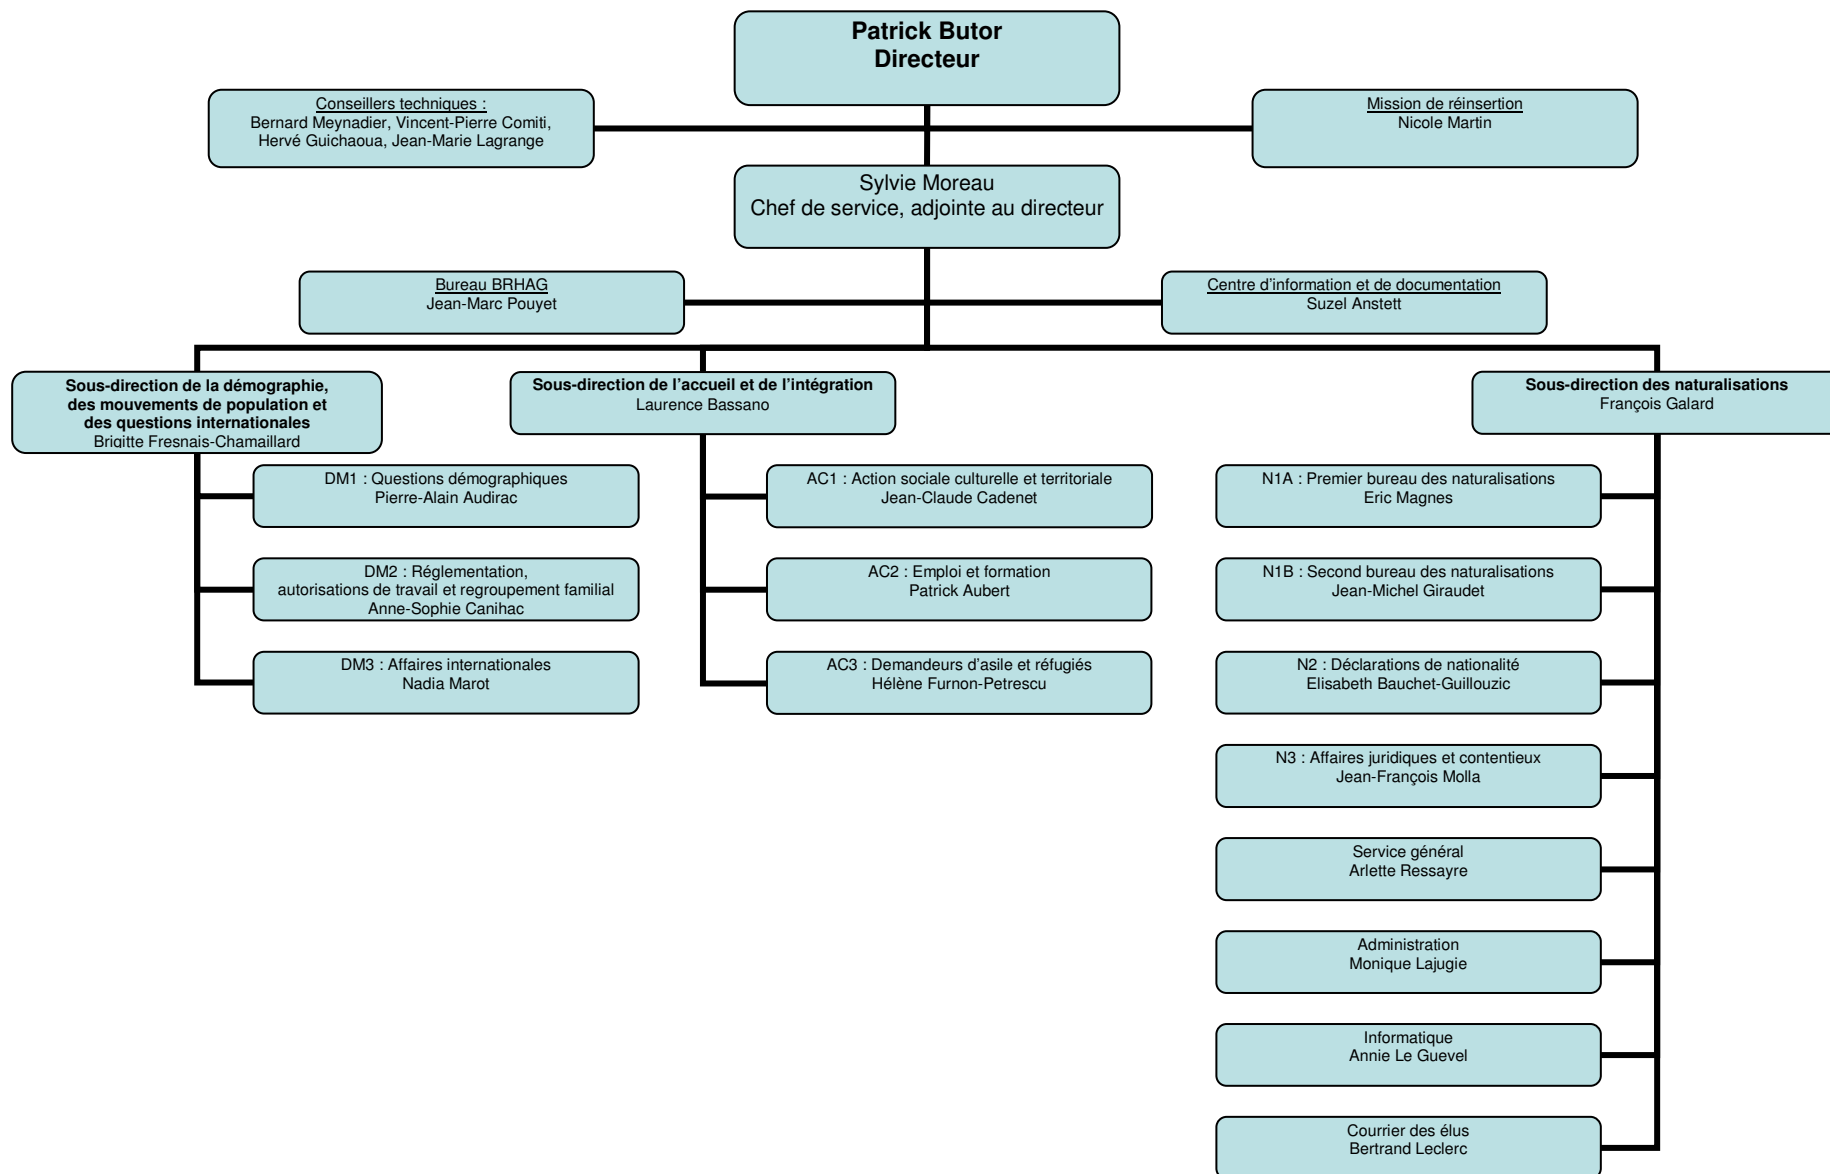 Patrick Butor
Directeur
Conseillers techniques :
Bernard Meynadier, Vincent-Pierre Comiti,
Hervé Guichaoua, Jean-Marie Lagrange
Mission de réinsertion
Nicole Martin
Sylvie Moreau
Chef de service, adjointe au directeur
Bureau BRHAG
Jean-Marc Pouyet
Centre d'information et de documentation
Suzel Anstett
Sous-direction de la démographie,
des mouvements de population et
des questions internationales
Brigitte Fresnais-Chamaillard
DM1 : Questions démographiques
Pierre-Alain Audirac
DM2 : Réglementation,
autorisations de travail et regroupement familial
Anne-Sophie Canihac
DM3 : Affaires internationales
Nadia Marot
Sous-direction de l'accueil et de l'intégration
Laurence Bassano
AC1 : Action sociale culturelle et territoriale
Jean-Claude Cadenet
AC2 : Emploi et formation
Patrick Aubert
AC3 : Demandeurs d'asile et réfugiés
Hélène Furnon-Petrescu
Sous-direction des naturalisations
François Galard
N1A : Premier bureau des naturalisations
Eric Magnes
N1B : Second bureau des naturalisations
Jean-Michel Giraudet
N2 : Déclarations de nationalité
Elisabeth Bauchet-Guillouzic
N3 : Affaires juridiques et contentieux
Jean-François Molla
Service général
Arlette Ressayre
Administration
Monique Lajugie
Informatique
Annie Le Guevel
Courrier des élus
Bertrand Leclerc